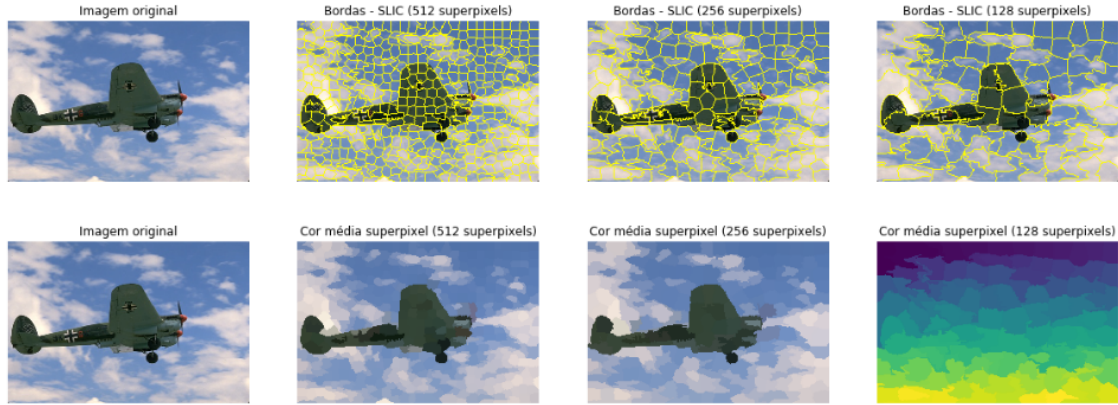 Imagem original
Bordas - SLIC (512 superpixels)
Bordas - SLIC (256 superpixels)
Bordas - SLIC (128 superpixels)
Imagem original
Cor média superpixel (512 superpixels)
Cor média superpixel (256 superpixels)
Cor média superpixel (128 superpixels)